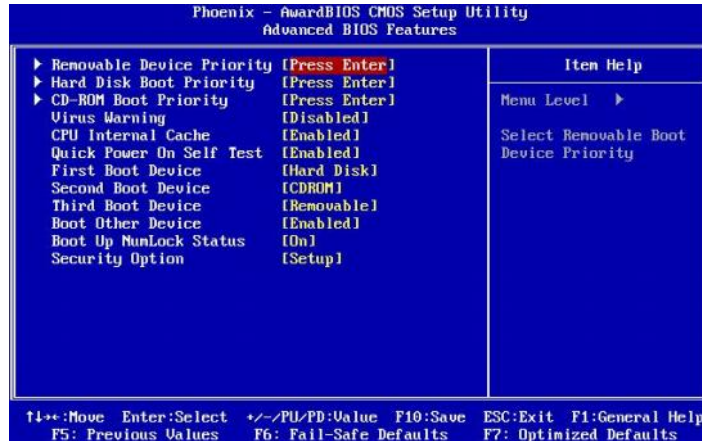 Phoenix - AwardBIOS CMOS Setup Utility
Advanced BIOS Features
▶ Removable Device Priority [Press Enter]
▶ Hard Disk Boot Priority [Press Enter]
▶ CD-ROM Boot Priority [Press Enter]
Virus Warning [Disabled]
CPU Internal Cache [Enabled]
Quick Power On Self Test [Enabled]
First Boot Device [Hard Disk]
Second Boot Device [CDROM]
Third Boot Device [Removable]
Boot Other Device [Enabled]
Boot Up NumLock Status [On]
Security Option [Setup]
Item Help
Menu Level ▶
Select Removable Boot
Device Priority
↑↓→←:Move Enter:Select +/-/PU/PD:Value F10:Save ESC:Exit F1:General Help
F5: Previous Values F6: Fail-Safe Defaults F7: Optimized Defaults